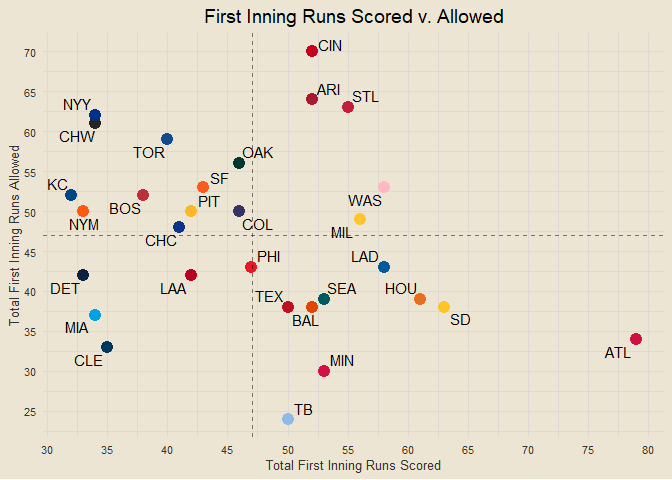 First Inning Runs Scored v. Allowed
Total First Inning Runs Allowed
70
65
60
55
50
45
40
35
30
25
CIN
ARI
STL
NYY
CHW
TOR
OAK
KC
SF
WAS
BOS
PIT
NYM
COL
CHC
MIL
PHI
LAD
DET
LAA
TEX
SEA
HOU
MIA
BAL
SD
CLE
ATL
MIN
TB
30
35
40
45
50
55
60
65
70
75
80
Total First Inning Runs Scored